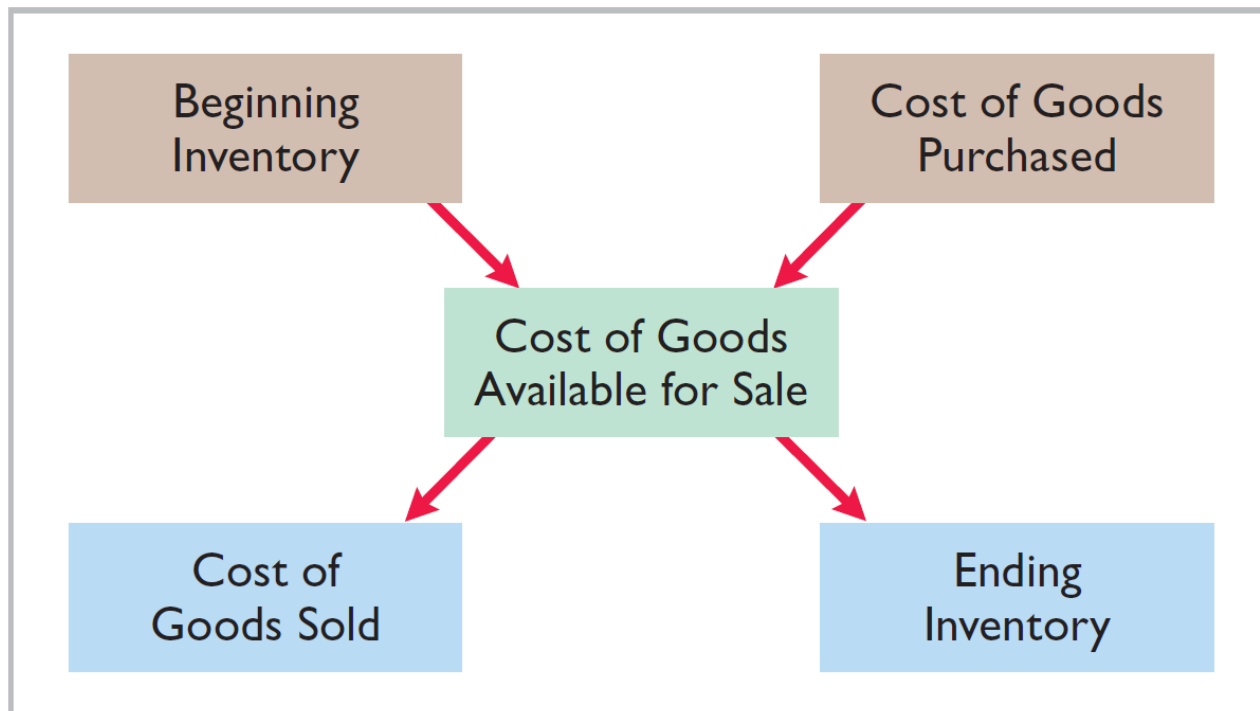 Beginning
Inventory
Cost of Goods
Purchased
Cost of Goods
Available for Sale
Cost of
Goods Sold
Ending
Inventory